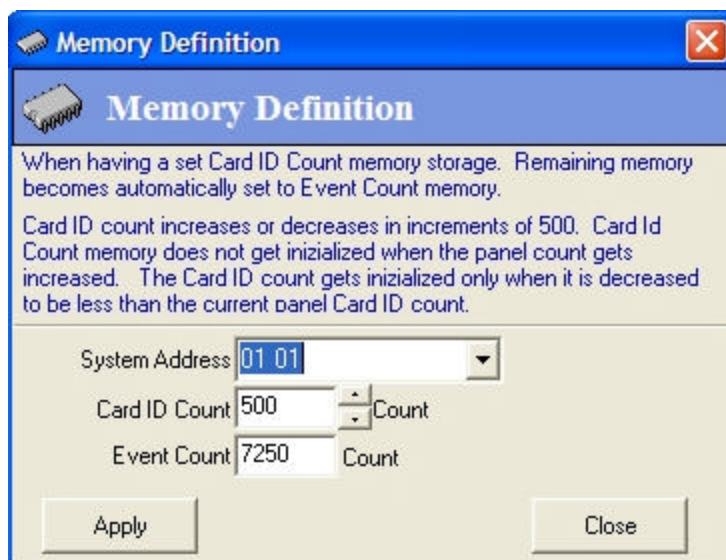 Memory Definition
Memory Definition
When having a set Card ID Count memory storage.  Remaining memory
becomes automatically set to Event Count memory.
Card ID count increases or decreases in increments of 500.  Card Id
Count memory does not get inizialized when the panel count gets
increased.   The Card ID count gets inizialized only when it is decreased
to be less than the current panel Card ID count.
System Address 01 01
Card ID Count 500 Count
Event Count 7250 Count
Apply Close